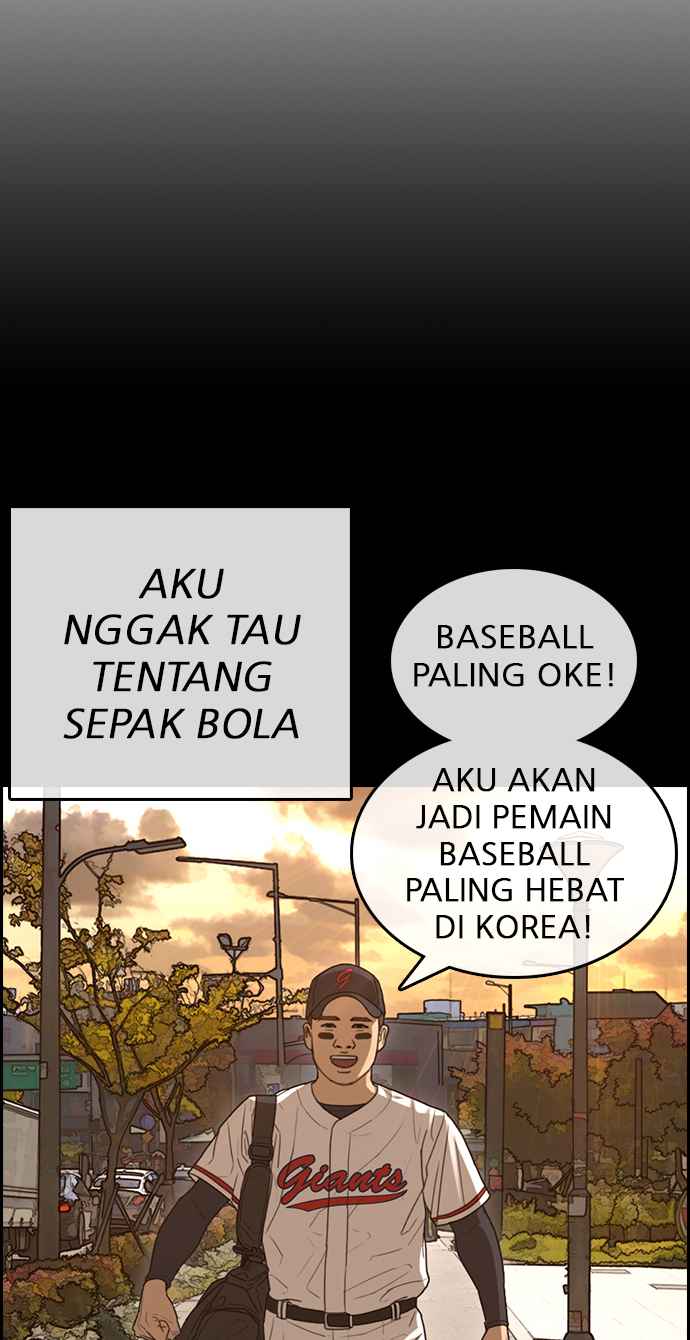 AKU
NGGAK TAU
TENTANG
SEPAK BOLA
BASEBALL
PALING OKE!
AKU AKAN
JADI PEMAIN
BASEBALL
PALING HEBAT
DI KOREA!
G
Giants